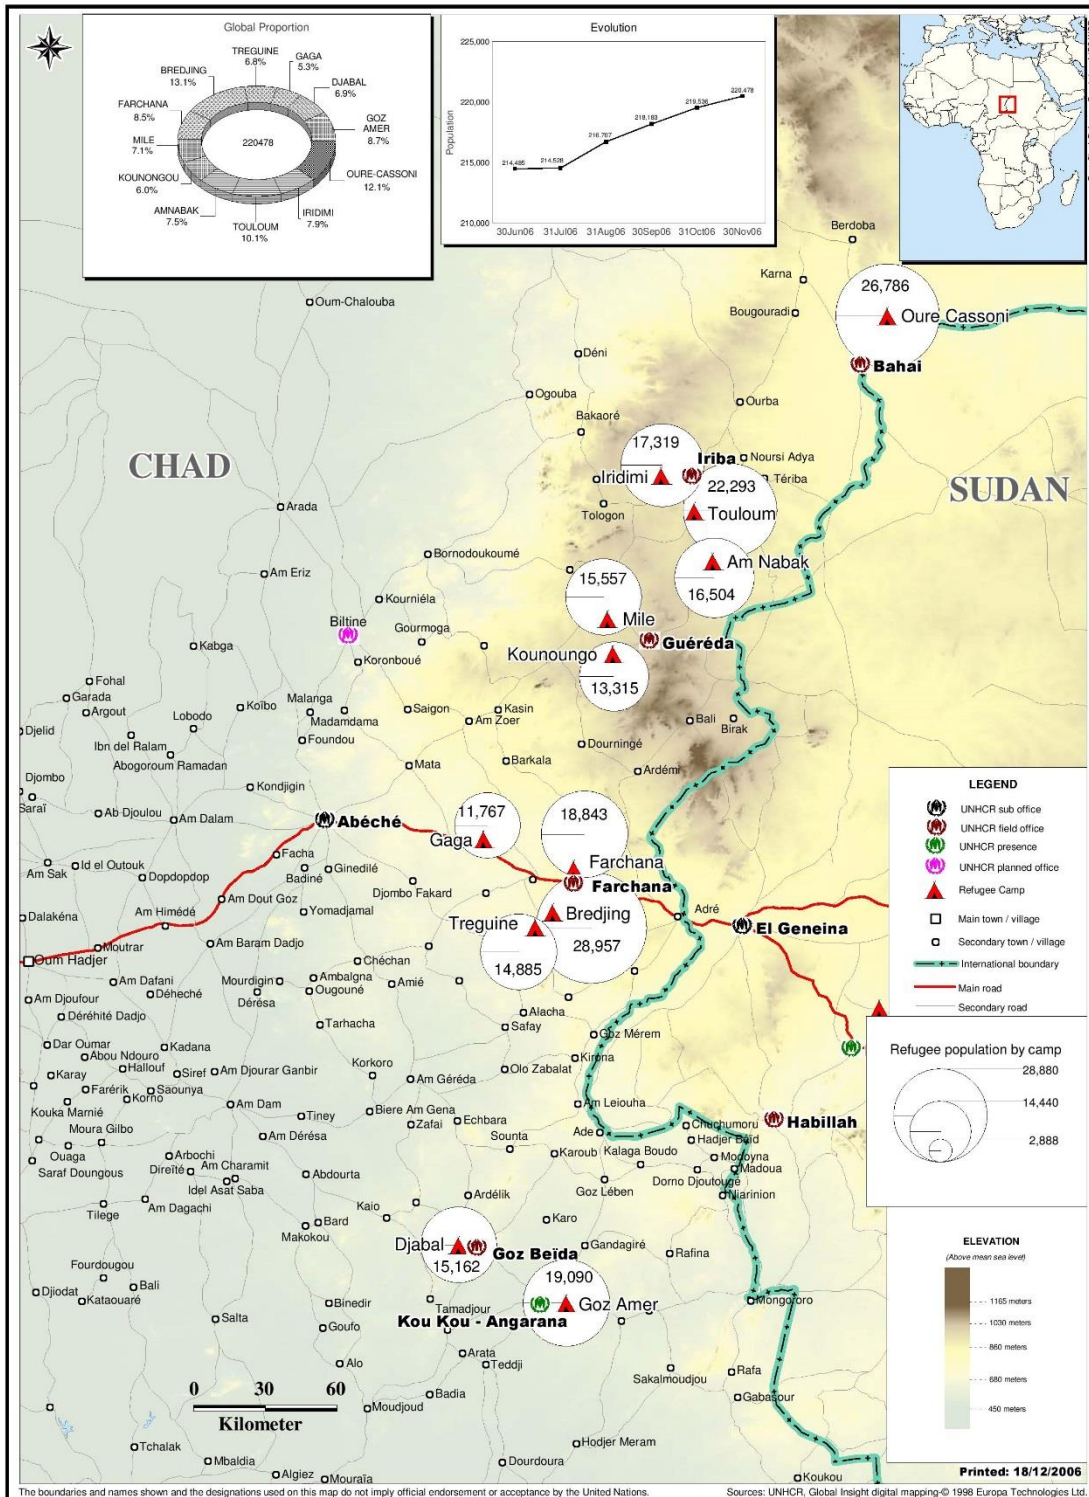 Global Proportion
TREGUINE
6.8%
GAGA
5.3%
BREDJING
13.1%
DJABAL
6.9%
FARCHANA
8.5%
GOZ
AMER
8.7%
MILE
7.1%
220478
KOUNONGOU
6.0%
OURE-CASSONI
12.1%
AMNABAK
7.5%
IRIDIMI
7.9%
TOULOUM
10.1%
Evolution
Population
225,000
220,000
215,000
210,000
214,485
214,528
216,767
218,183
219,536
220,478
30Jun06
31Jul06
31Aug06
30Sep06
31Oct06
30Nov06
Berdoba
Karna
26,786
Oum-Chalouba
Bougouradi
Oure Cassoni
Déni
Bahai
Ogouba
Ourba
Bakaoré
17,319
CHAD
Iriba
Noursi Adya
Iridimi
Tériba
22,293
SUDAN
Arada
Tologon
Touloum
Bornodoukoumé
Am Nabak
Am Eriz
15,557
16,504
Kourniéla
Biltine
Mile
Gourmoga
Guéréda
Kabga
Kounoungo
Koronboué
Fohal
13,315
Garada
Malanga
Argout
Lobodo
Koïbo
Madamdama
Saigon
Kasin
Am Zoer
Bali
Birak
Djelid
Ibn del Ralam
Foundou
Dourningé
Abogoroum Ramadan
Mata
Barkala
Ardémi
Djombo
Kondjigin
Saraï
Ab Djoulou
Am Dalam
Abéché
11,767
18,843
Gaga
Facha
Farchana
Id el Outouk
Ginedilé
Am Sak
Badiné
Dopdopdop
Djombo Fakard
Farchana
Am Dout Goz
Dalakéna
Am Himédé
Yomadjamal
Treguine
Bredjing
Adré
El Geneina
Moutrar
Am Baram Dadjo
28,957
Oum Hadjer
Chéchan
14,885
Am Dafani
Mourdigin
Ambalgna
Amié
Am Djoufour
Déheché
Dérésa
Ougouné
Déréhité Dadjo
Tarhacha
Alacha
Safay
Goz Mérem
Dar Oumar
Kadana
Abou Ndouro
Kirona
Karay
Hallouf
Siref
Am Djourar Ganbir
Korkoro
Am Géréda
Olo Zabalat
Farérik
Saounya
Kouka Marnié
Korno
Am Dam
Tiney
Biere Am Gena
Echbara
Am Leiouha
Zafai
Habillah
Moura Gilbo
Am Dérésa
Ade
Chuchumoru
Ouaga
Sounta
Hadjer Baïd
Saraf Doungous
Arbochi
Karoub
Kalaga Boudo
Modoyna
Direïté
Am Charamit
Abdourta
Madoua
Idel Asat Saba
Dorno Djoutougé
Goz Lében
Niarinion
Tilege
Am Dagachi
Kaio
Ardélik
Bard
Karo
Makokou
Djabal
Goz Beïda
Gandagiré
Rafina
15,162
Fourdougou
19,090
Djiodat
Bali
Kataouaré
Binedir
Tamadjour
Goz Amer
Mongororo
Salta
Goufo
Kou Kou - Angarana
Arata
Alo
Teddji
Sakalmoudjou
Rafa
0 30 60
Kilometer
Badia
Gabasour
Moudjoud
Tchalak
Hodjer Meram
Mbaldia
Dourdoura
Algiez
Mouraïa
Koukou
LEGEND
UNHCR sub office
UNHCR field office
UNHCR presence
UNHCR planned office
Refugee Camp
Main town / village
Secondary town / village
International boundary
Main road
Secondary road
Refugee population by camp
28,880
14,440
2,888
ELEVATION
(Above mean sea level)
1165 meters
1030 meters
860 meters
680 meters
450 meters
Printed: 18/12/2006
The boundaries and names shown and the designations used on this map do not imply official endorsement or acceptance by the United Nations.
Sources: UNHCR, Global Insight digital mapping-© 1998 Europa Technologies Ltd.